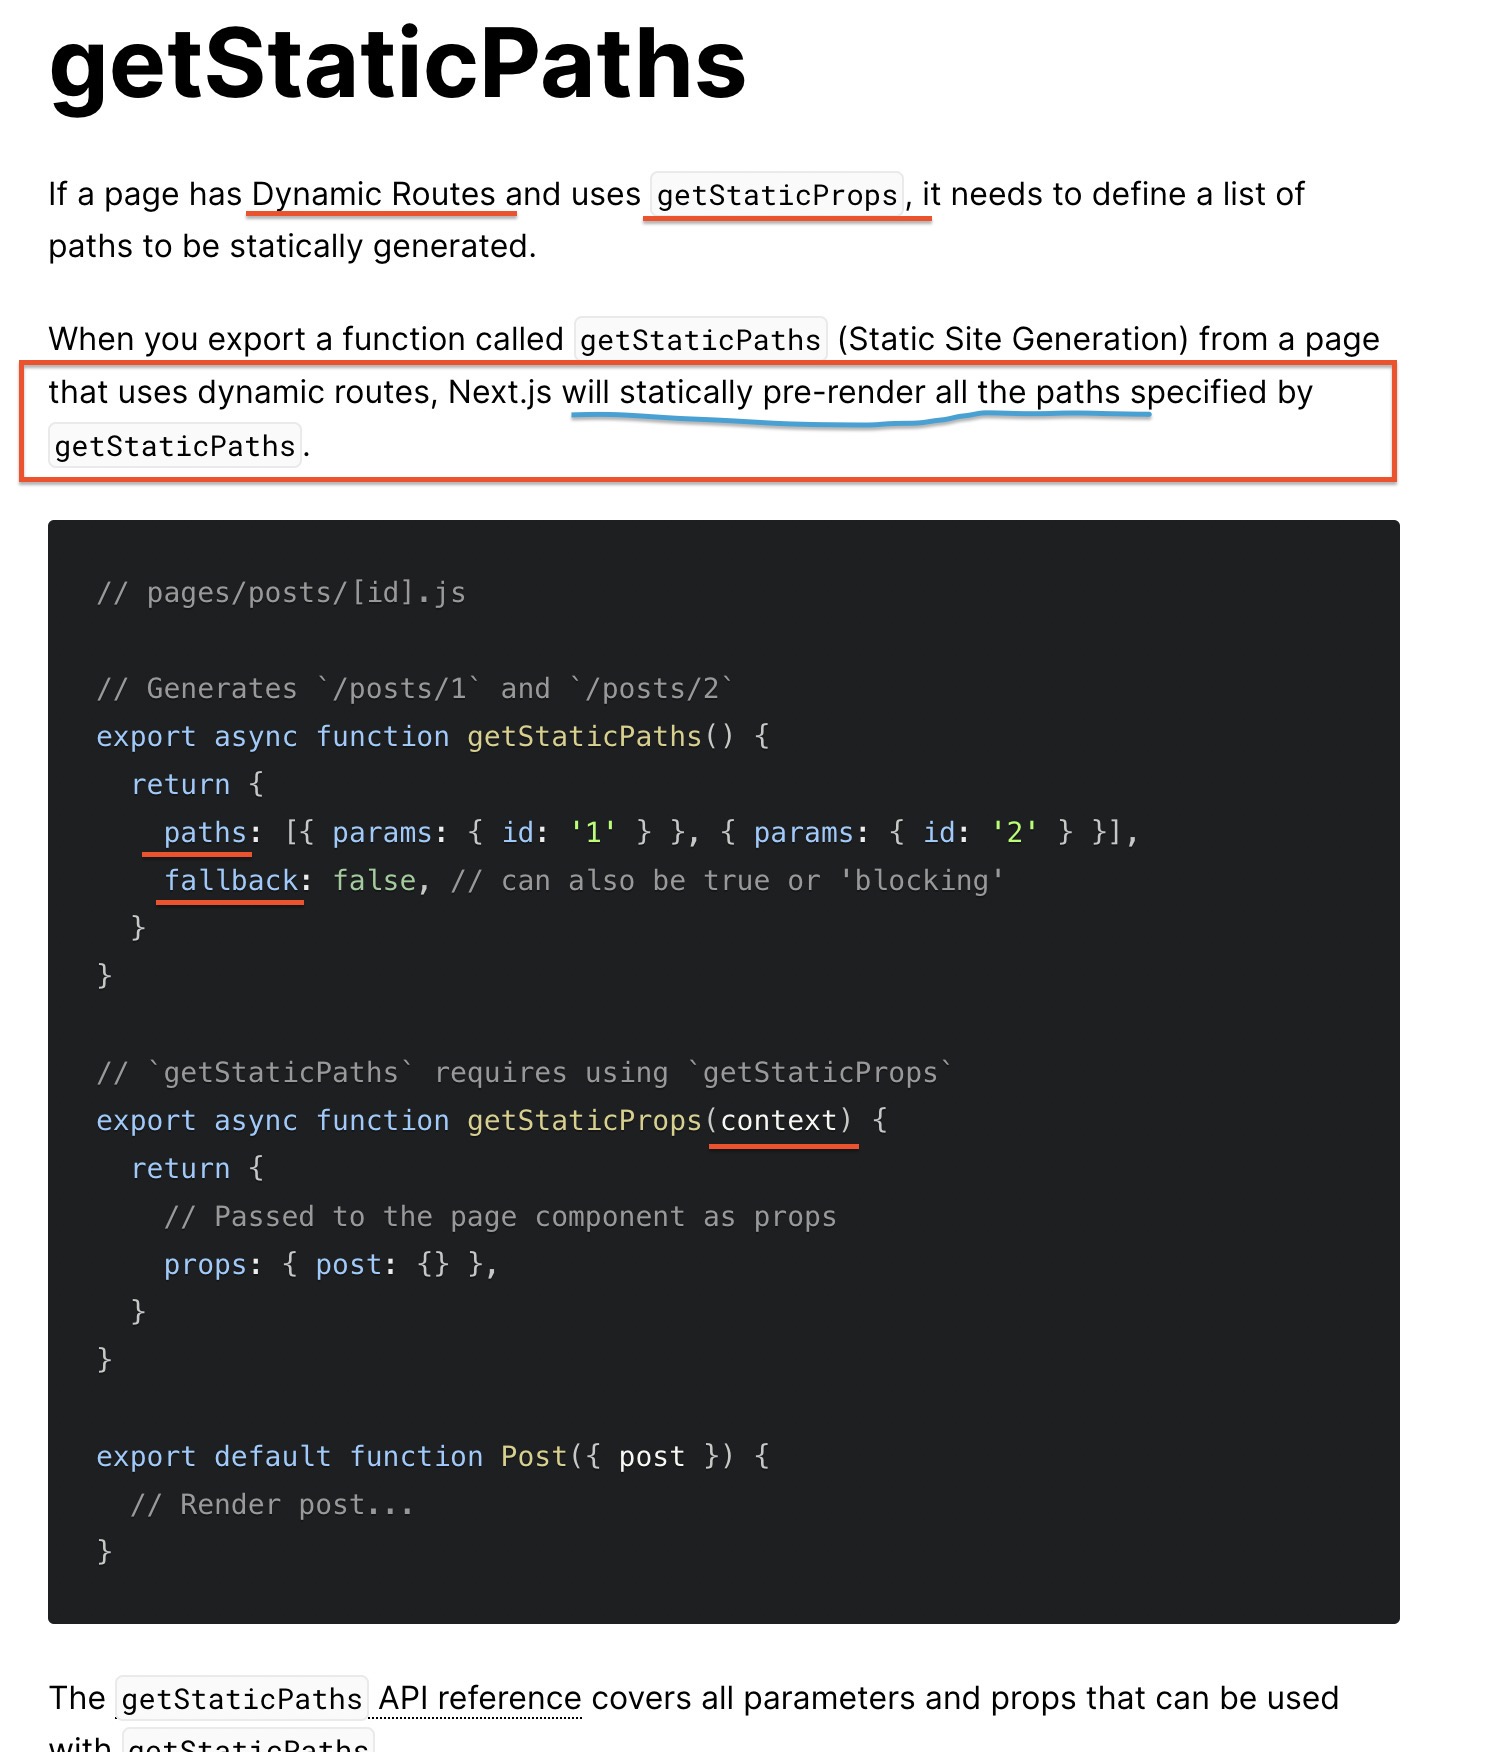 getStaticPaths
If a page has Dynamic Routes and uses getStaticProps, it needs to define a list of
paths to be statically generated.
When you export a function called getStaticPaths (Static Site Generation) from a page
that uses dynamic routes, Next.js will statically pre-render all the paths specified by
getStaticPaths.
// pages/posts/[id].js
// Generates `/posts/1` and `/posts/2`
export async function getStaticPaths() {
  return {
    paths: [{ params: { id: '1' } }, { params: { id: '2' } }],
    fallback: false, // can also be true or 'blocking'
  }
}
// `getStaticPaths` requires using `getStaticProps`
export async function getStaticProps(context) {
  return {
    // Passed to the page component as props
    props: { post: {} },
  }
}
export default function Post({ post }) {
  // Render post...
}
The getStaticPaths API reference covers all parameters and props that can be used
with getStaticPaths